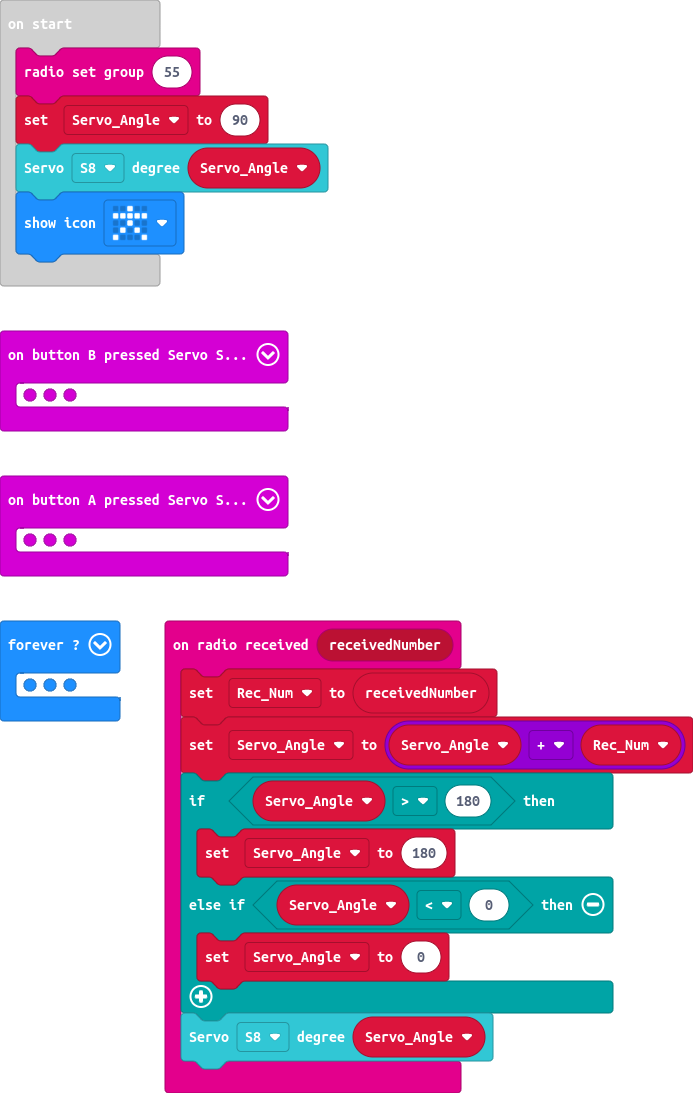 on start
radio set group 55
set Servo_Angle to 90
Servo S8 degree Servo_Angle
show icon
on button B pressed Servo S...
on button A pressed Servo S...
forever ?
on radio received receivedNumber
set Rec_Num to receivedNumber
set Servo_Angle to Servo_Angle + Rec_Num
if Servo_Angle > 180 then
set Servo_Angle to 180
else if Servo_Angle < 0 then
set Servo_Angle to 0
Servo S8 degree Servo_Angle